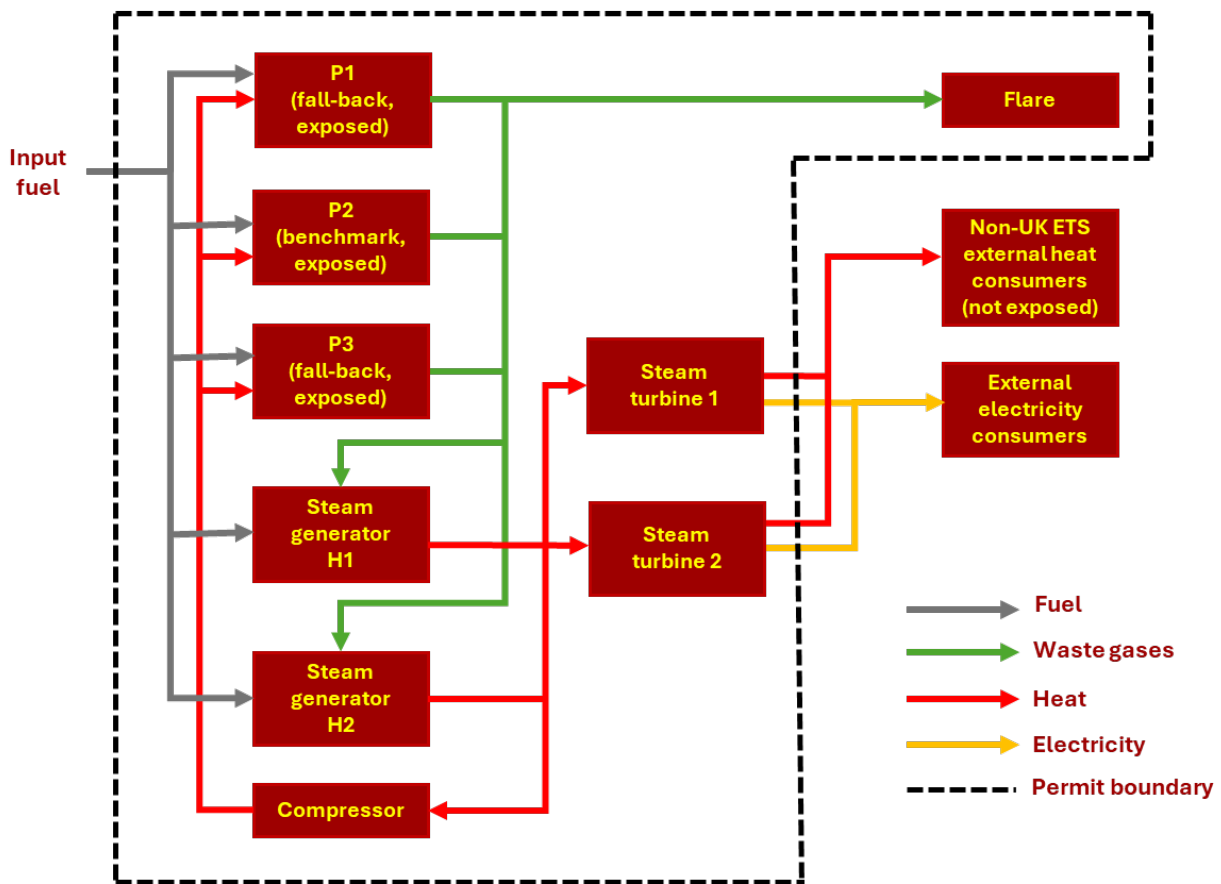 Input
fuel
P1
(fall-back,
exposed)
P2
(benchmark,
exposed)
P3
(fall-back,
exposed)
Steam
generator
H1
Steam
generator
H2
Compressor
Steam
turbine 1
Steam
turbine 2
Flare
Non-UK ETS
external heat
consumers
(not exposed)
External
electricity
consumers
Fuel
Waste gases
Heat
Electricity
Permit boundary